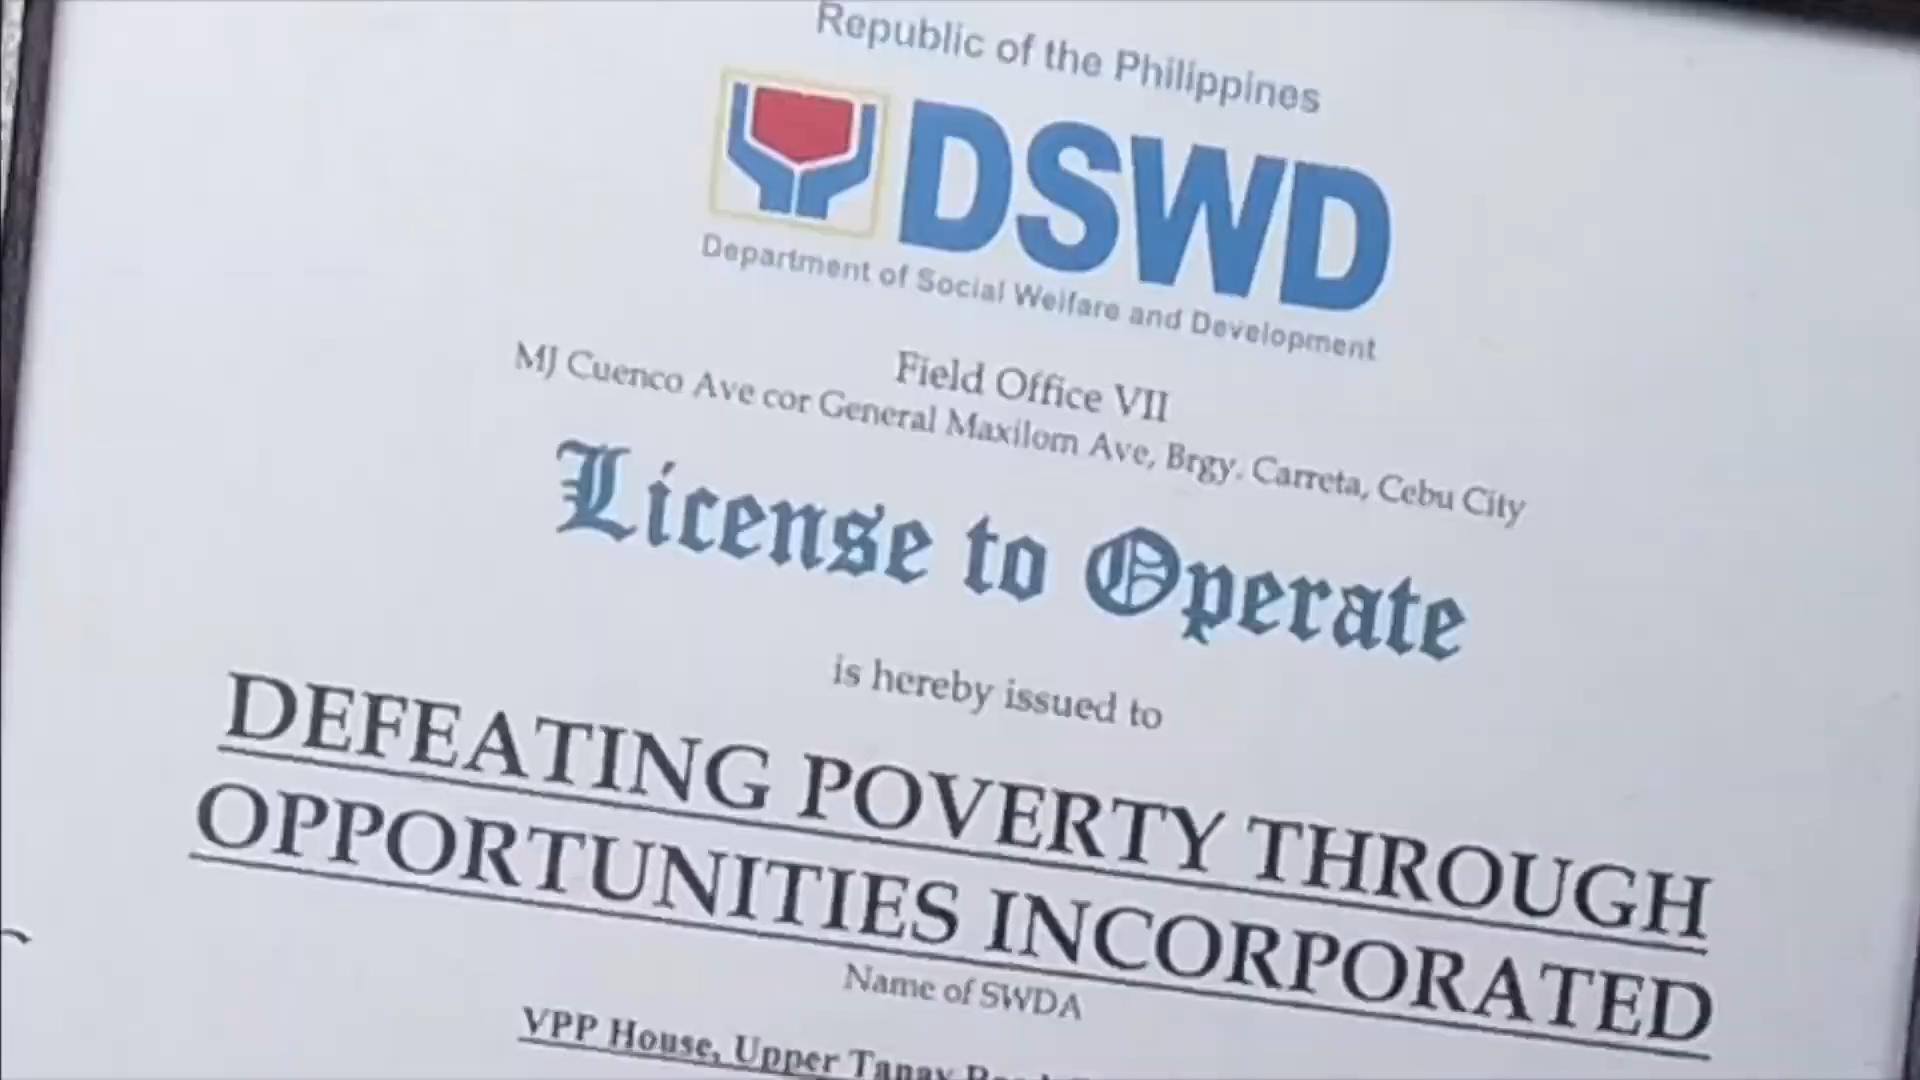 Republic of the Philippines
DSWD
Department of Social Welfare and Development
Field Office VII
MJ Cuenco Ave cor General Maxilom Ave, Brgy. Carreta, Cebu City
License to Operate
is hereby issued to
DEFEATING POVERTY THROUGH
OPPORTUNITIES INCORPORATED
Name of SWDA
VPP House, Upper Tanay